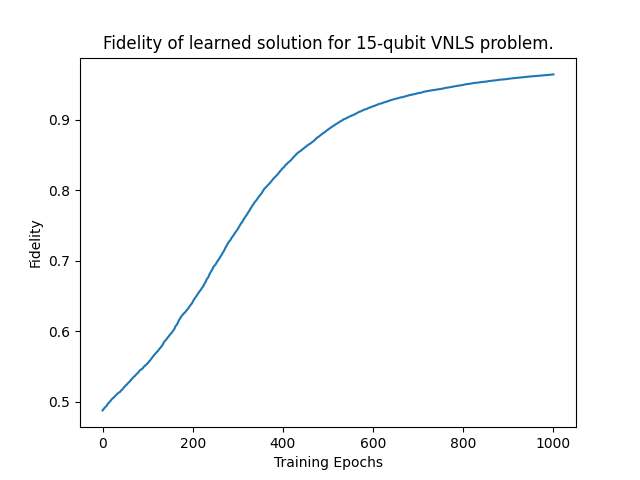 Fidelity of learned solution for 15-qubit VNLS problem.
Fidelity
0.9
0.8
0.7
0.6
0.5
0 200 400 600 800 1000
Training Epochs